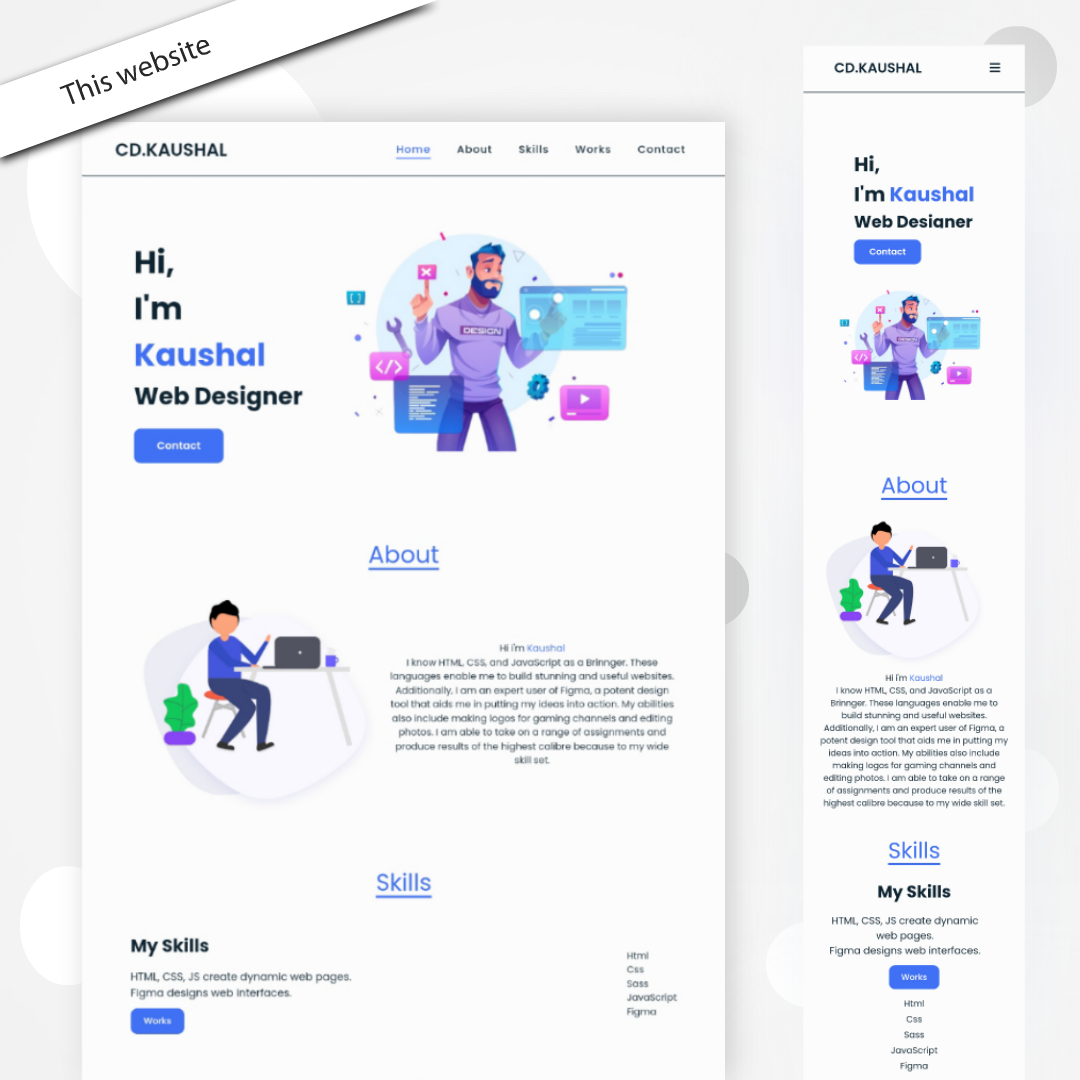 This website
CD.KAUSHAL
Home About Skills Works Contact
Hi,
I'm
Kaushal
Web Designer
Contact
DESIGN
About
Hi i'm Kaushal
I know HTML, CSS, and JavaScript as a Brinnger. These
languages enable me to build stunning and useful websites.
Additionally, I am an expert user of Figma, a potent design
tool that aids me in putting my ideas into action. My abilities
also include making logos for gaming channels and editing
photos. I am able to take on a range of assignments and
produce results of the highest calibre because to my wide
skill set.
Skills
My Skills
HTML, CSS, JS create dynamic web pages.
Figma designs web interfaces.
Works
Html
Css
Sass
JavaScript
Figma
CD.KAUSHAL
Hi,
I'm Kaushal
Web Designer
Contact
DESIGN
About
Hi i'm Kaushal
I know HTML, CSS, and JavaScript as a
Brinnger. These languages enable me to
build stunning and useful websites.
Additionally, I am an expert user of Figma, a
potent design tool that aids me in putting my
ideas into action. My abilities also include
making logos for gaming channels and
editing photos. I am able to take on a range
of assignments and produce results of the
highest calibre because to my wide skill set.
Skills
My Skills
HTML, CSS, JS create dynamic
web pages.
Figma designs web interfaces.
Works
Html
Css
Sass
JavaScript
Figma